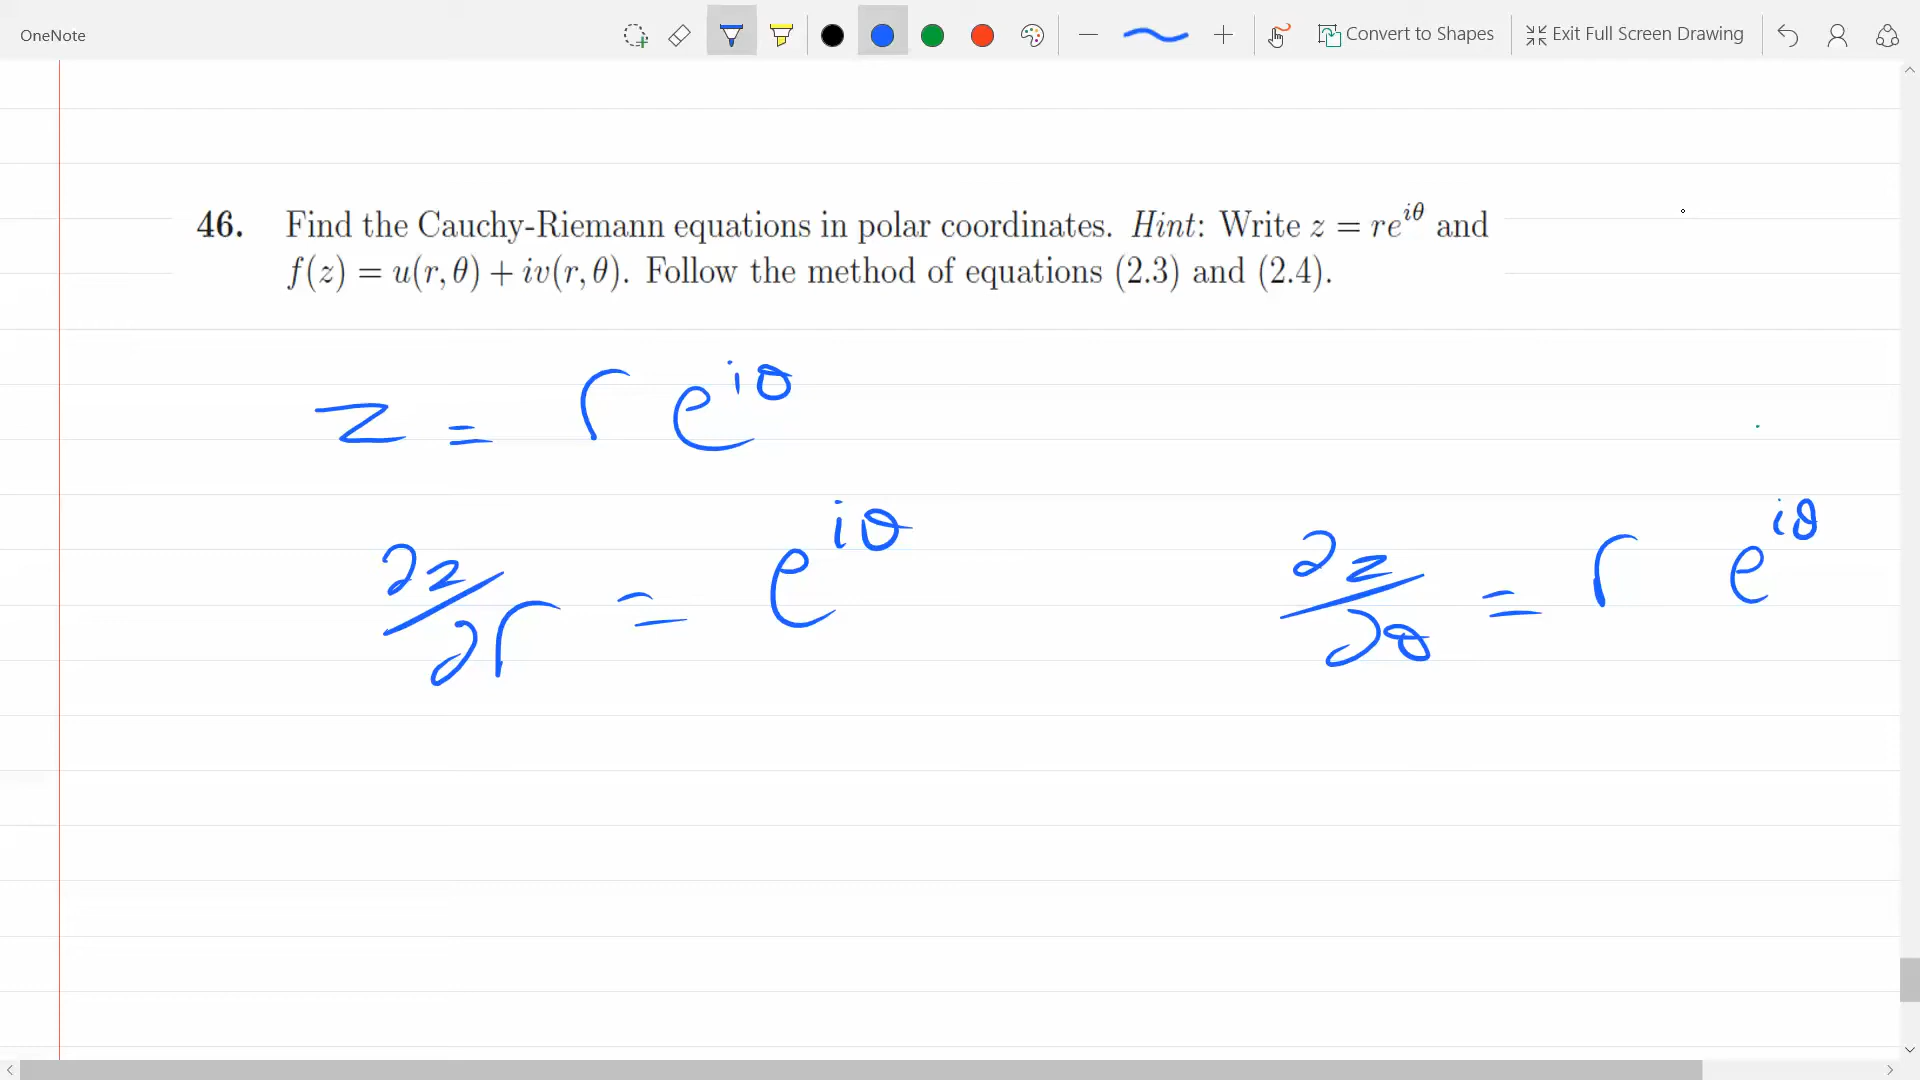 OneNote Convert to Shapes Exit Full Screen Drawing
46. Find the Cauchy-Riemann equations in polar coordinates. Hint: Write z = re^{iθ} and
f(z) = u(r, θ) + iv(r, θ). Follow the method of equations (2.3) and (2.4).
z = r e^{iθ}
∂z/∂r = e^{iθ} ∂z/∂θ = r e^{iθ}